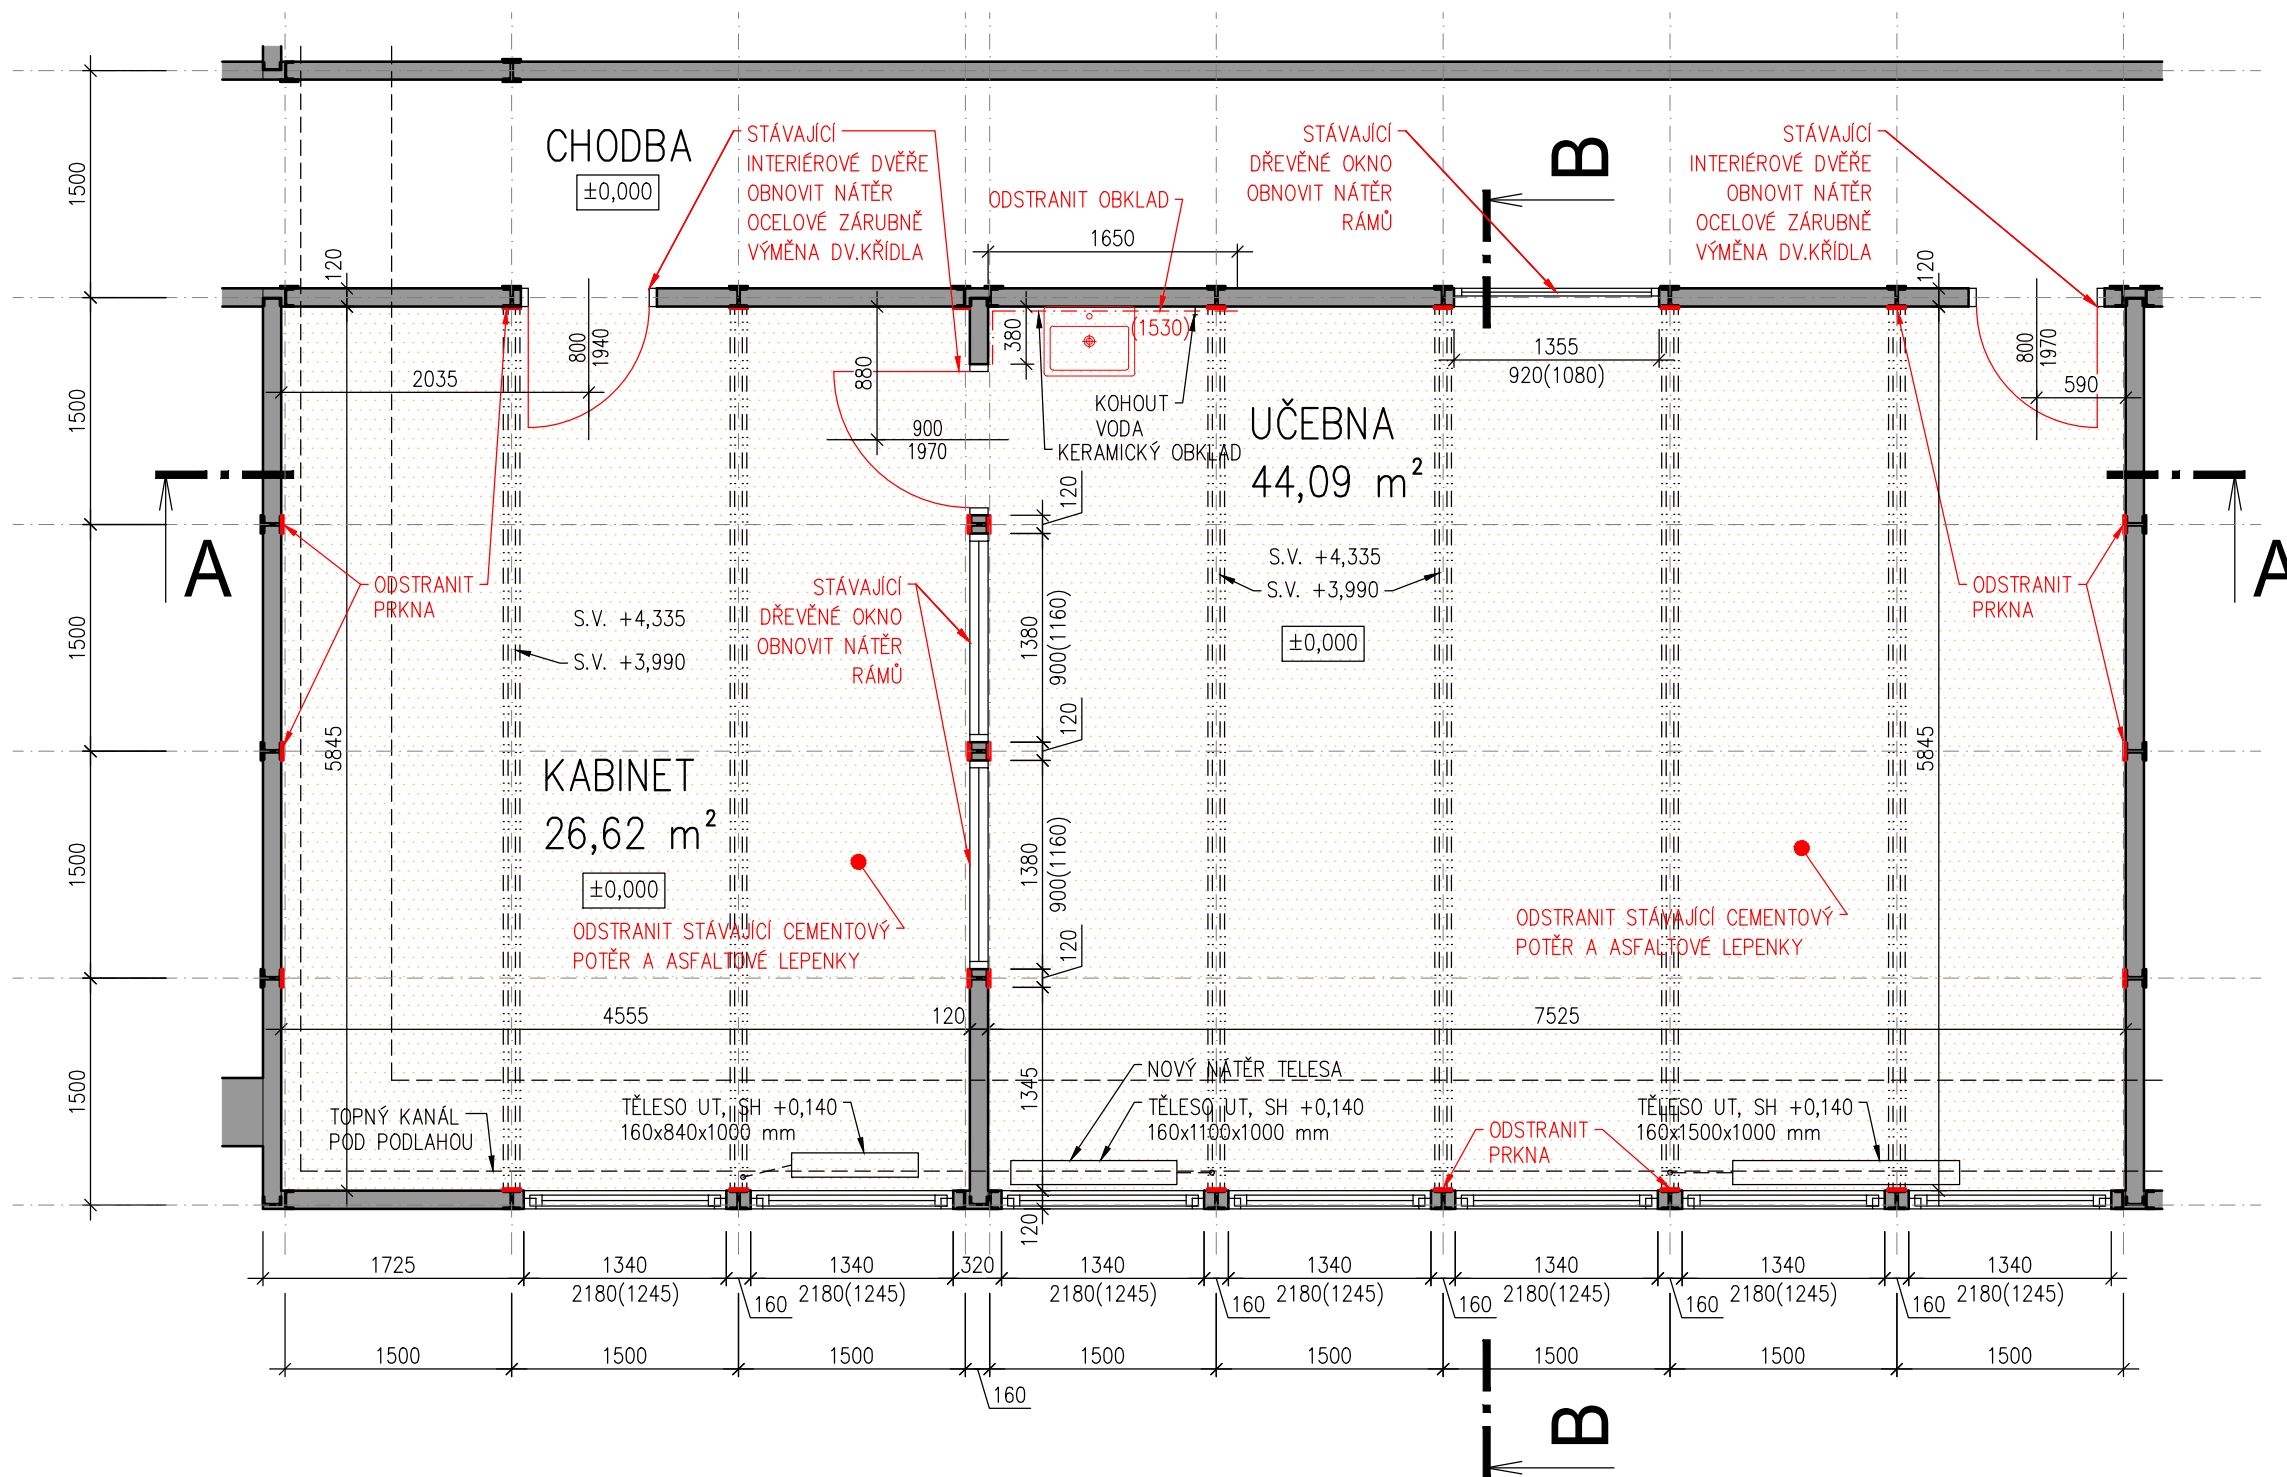 CHODBA
±0,000
STÁVAJÍCÍ
INTERIÉROVÉ DVĚŘE
OBNOVIT NÁTĚR
OCELOVÉ ZÁRUBNĚ
VÝMĚNA DV.KŘÍDLA
ODSTRANIT OBKLAD
1650
STÁVAJÍCÍ
DŘEVĚNÉ OKNO
OBNOVIT NÁTĚR
RÁMŮ
B
STÁVAJÍCÍ
INTERIÉROVÉ DVĚŘE
OBNOVIT NÁTĚR
OCELOVÉ ZÁRUBNĚ
VÝMĚNA DV.KŘÍDLA
1500
1500
1500
1500
1500
120
120
2035
800
1940
880
900
1970
380
(1530)
KOHOUT
VODA
KERAMICKÝ OBKLAD
1355
920(1080)
800
1970
590
UČEBNA
44,09 m²
S.V. +4,335
S.V. +3,990
±0,000
A
A
ODSTRANIT
PRKNA
S.V. +4,335
S.V. +3,990
STÁVAJÍCÍ
DŘEVĚNÉ OKNO
OBNOVIT NÁTĚR
RÁMŮ
120
1380
900(1160)
120
1380
900(1160)
120
1345
120
ODSTRANIT
PRKNA
5845
5845
KABINET
26,62 m²
±0,000
ODSTRANIT STÁVAJÍCÍ CEMENTOVÝ
POTĚR A ASFALTOVÉ LEPENKY
ODSTRANIT STÁVAJÍCÍ CEMENTOVÝ
POTĚR A ASFALTOVÉ LEPENKY
4555
120
7525
TOPNÝ KANÁL
POD PODLAHOU
TĚLESO UT, SH +0,140
160x840x1000 mm
NOVÝ NÁTĚR TELESA
TĚLESO UT, SH +0,140
160x1100x1000 mm
ODSTRANIT
PRKNA
TĚLESO UT, SH +0,140
160x1500x1000 mm
1725
1340
2180(1245)
160
1340
2180(1245)
320
1340
2180(1245)
160
1340
2180(1245)
160
1340
2180(1245)
160
1340
2180(1245)
160
1340
2180(1245)
1500
1500
1500
160
1500
1500
1500
1500
1500
B